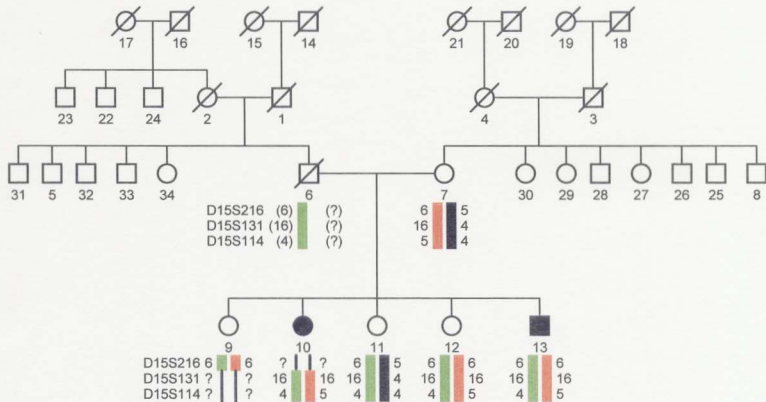 17 16 15 14 21 20 19 18
23 22 24 2 1 4 3
31 5 32 33 34 6 7 30 29 28 27 26 25 8
D15S216 (6) (?) 6 5
D15S131 (16) (?) 16 4
D15S114 (4) (?) 5 4
9 10 11 12 13
D15S216 6 6 ? ? 6 5 6 6 6 6
D15S131 ? ? 16 16 16 4 16 16 16 16
D15S114 ? ? 4 5 4 4 4 5 4 5